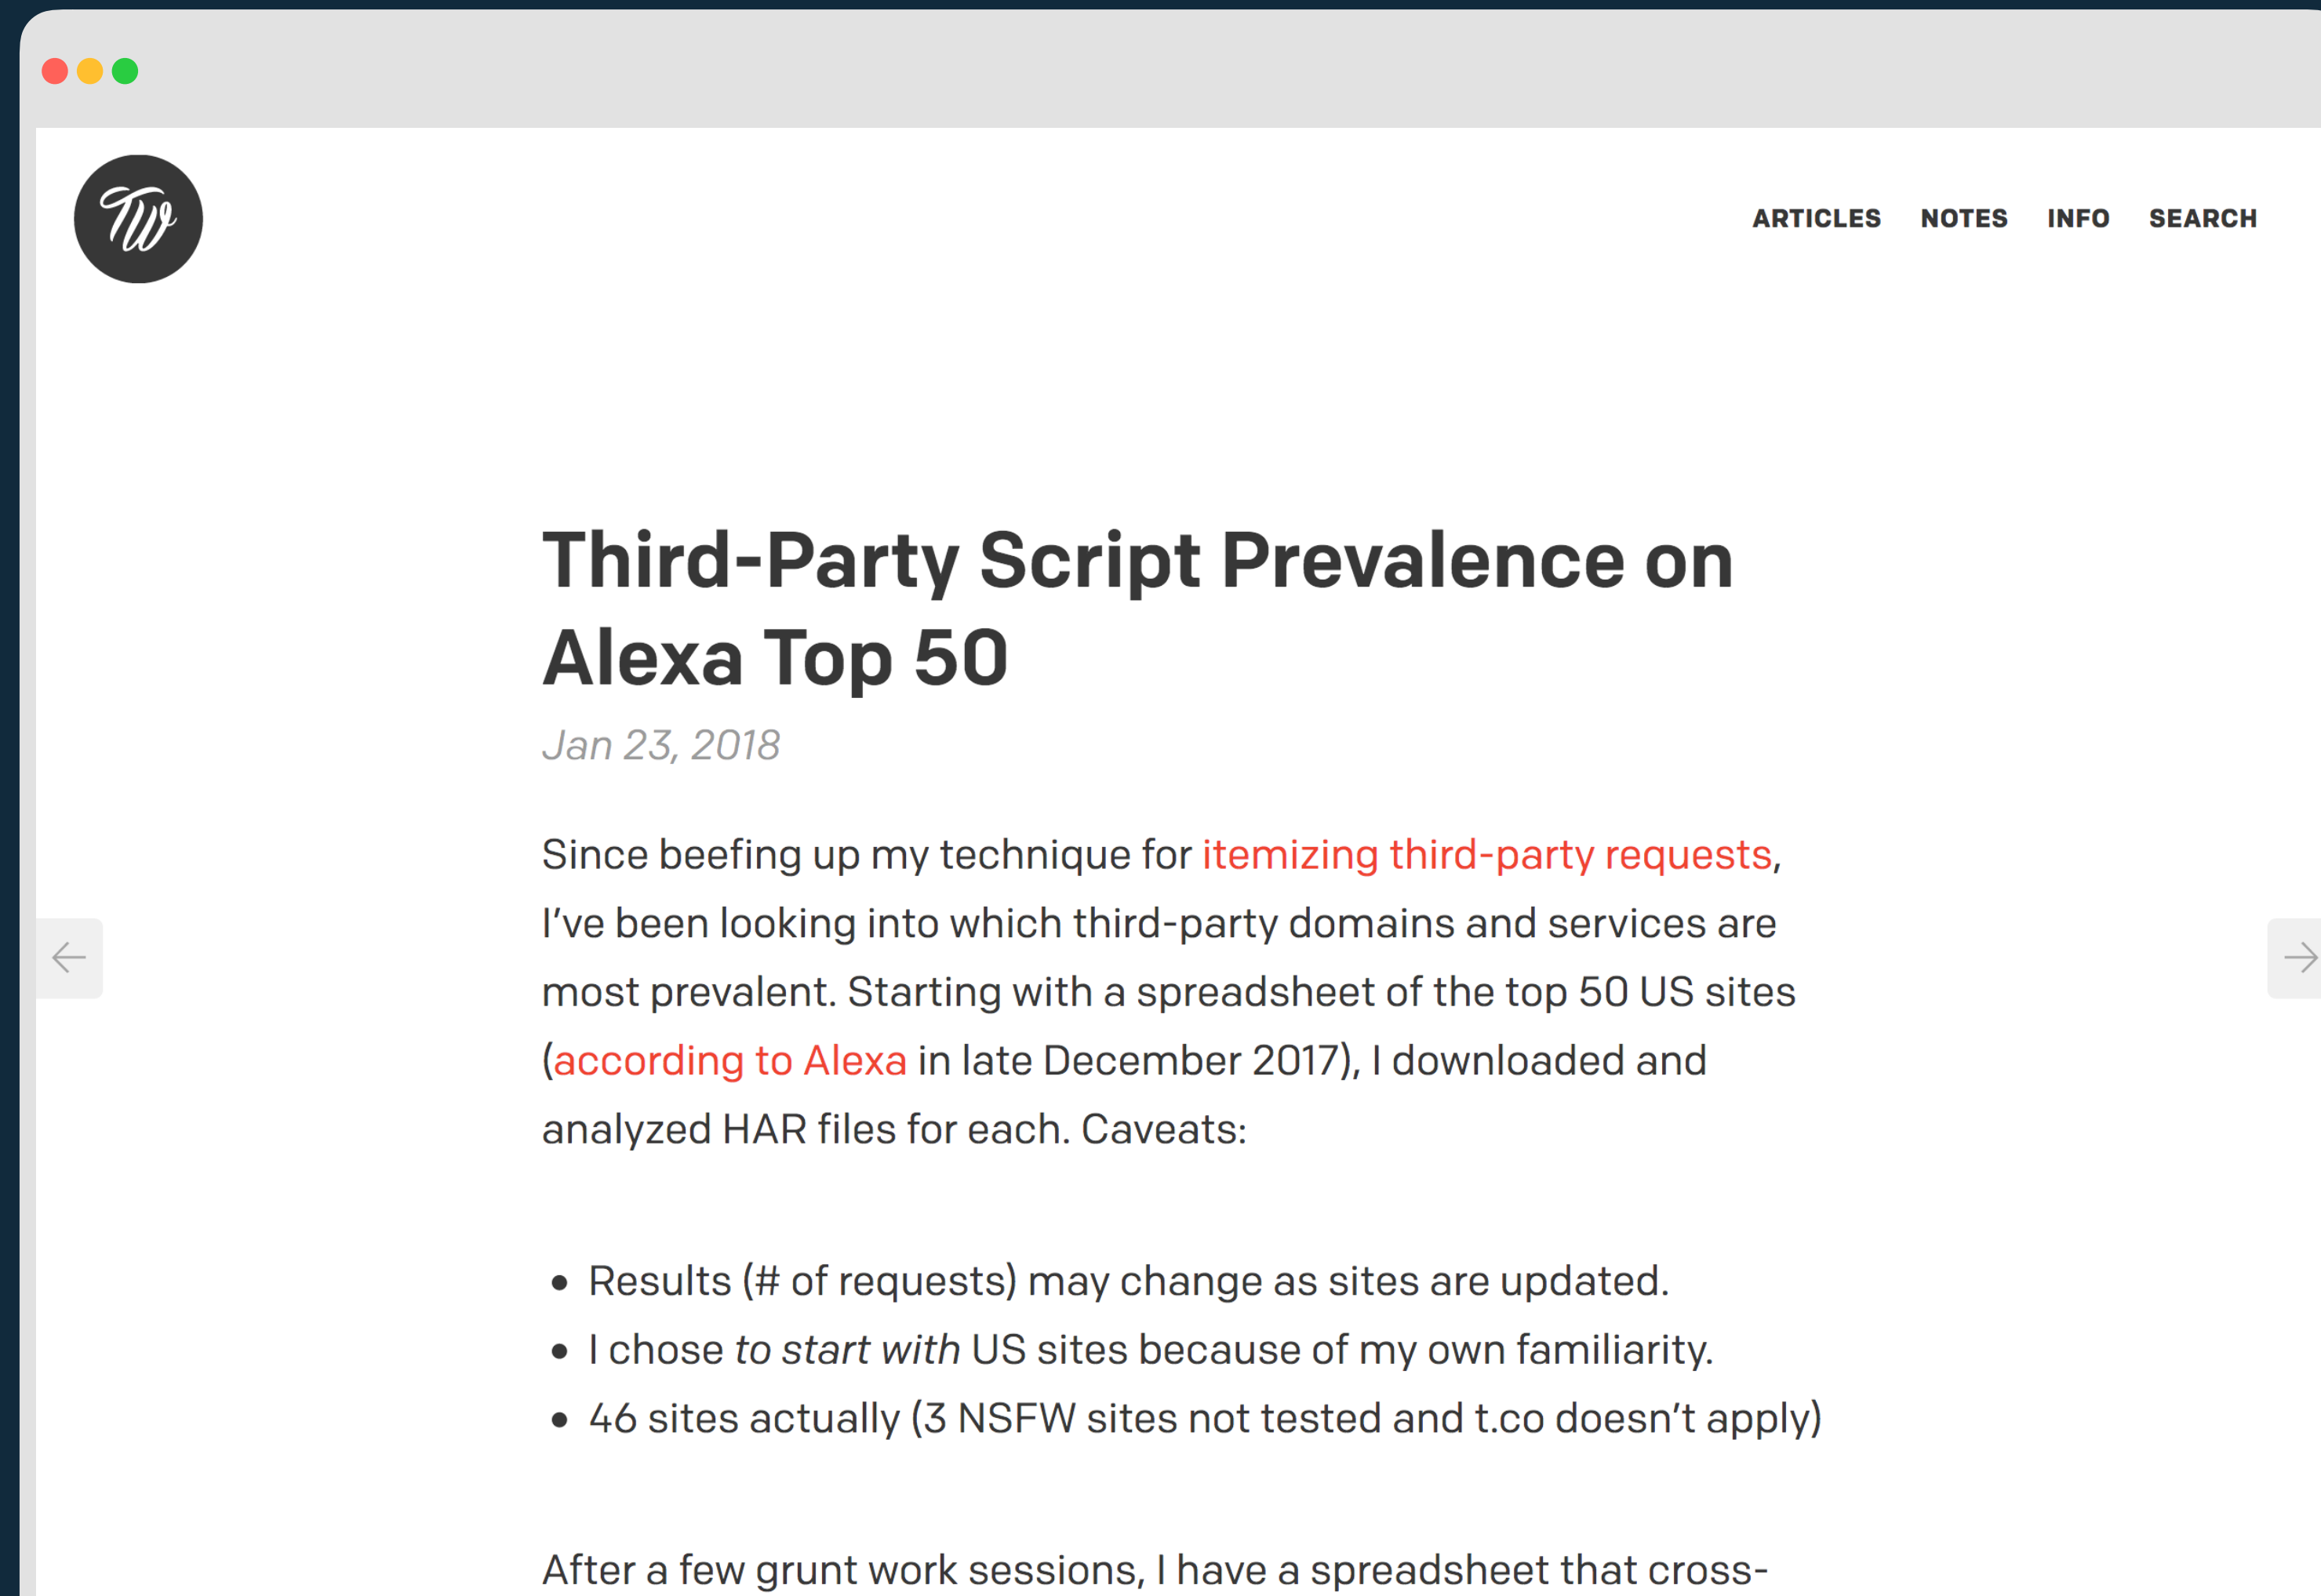 TW
ARTICLES NOTES INFO SEARCH
Third-Party Script Prevalence on
Alexa Top 50
Jan 23, 2018
Since beefing up my technique for itemizing third-party requests,
I’ve been looking into which third-party domains and services are
most prevalent. Starting with a spreadsheet of the top 50 US sites
(according to Alexa in late December 2017), I downloaded and
analyzed HAR files for each. Caveats:
• Results (# of requests) may change as sites are updated.
• I chose to start with US sites because of my own familiarity.
• 46 sites actually (3 NSFW sites not tested and t.co doesn’t apply)
After a few grunt work sessions, I have a spreadsheet that cross-